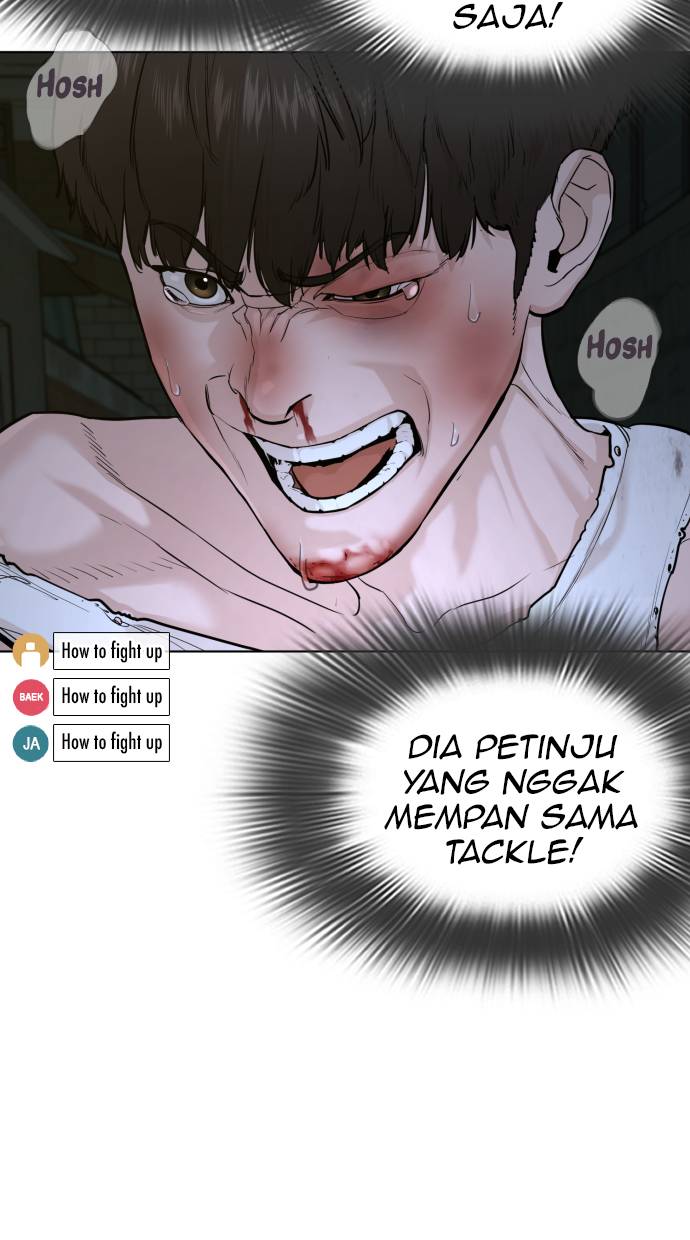 SAJA!
HOSH
HOSH
How to fight up
BAEK How to fight up
JA How to fight up
DIA PETINJU
YANG NGGAK
MEMPAN SAMA
TACKLE!